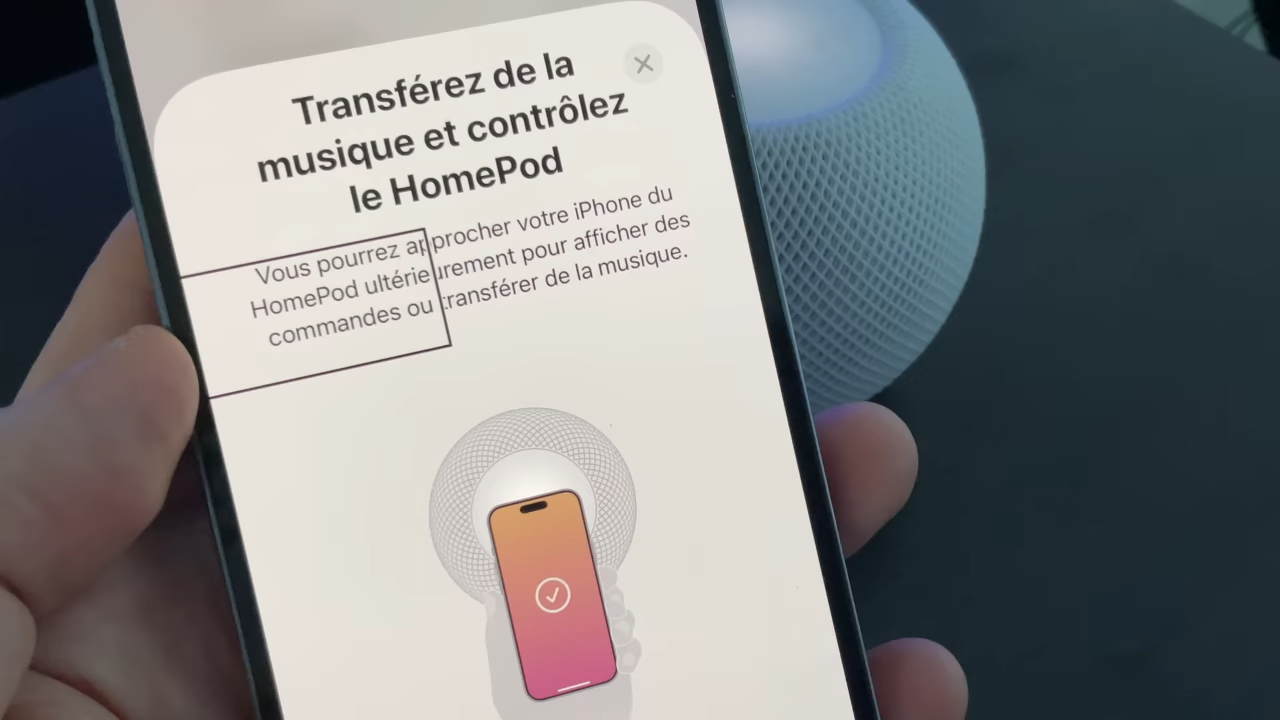 Transférez de la
musique et contrôlez
le HomePod
Vous pourrez approcher votre iPhone du
HomePod ultérieurement pour afficher des
commandes ou transférer de la musique.